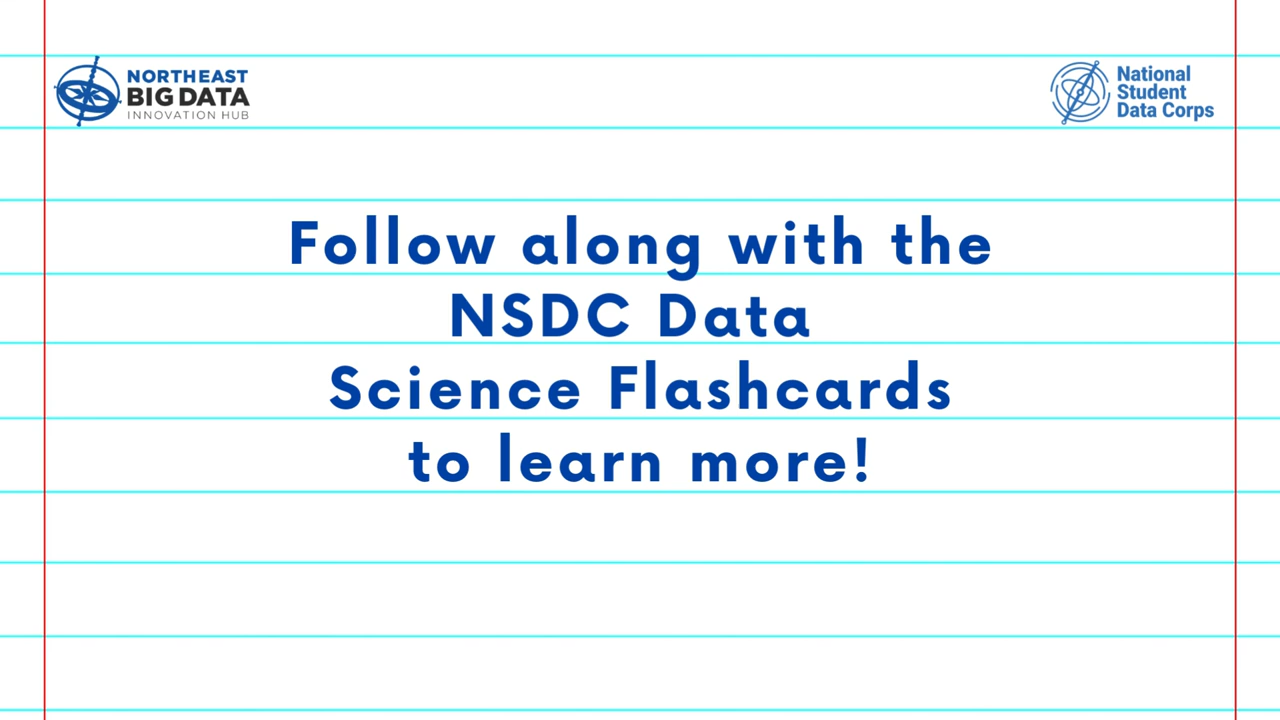 NORTHEAST
BIG DATA
INNOVATION HUB
National
Student
Data Corps
Follow along with the
NSDC Data
Science Flashcards
to learn more!